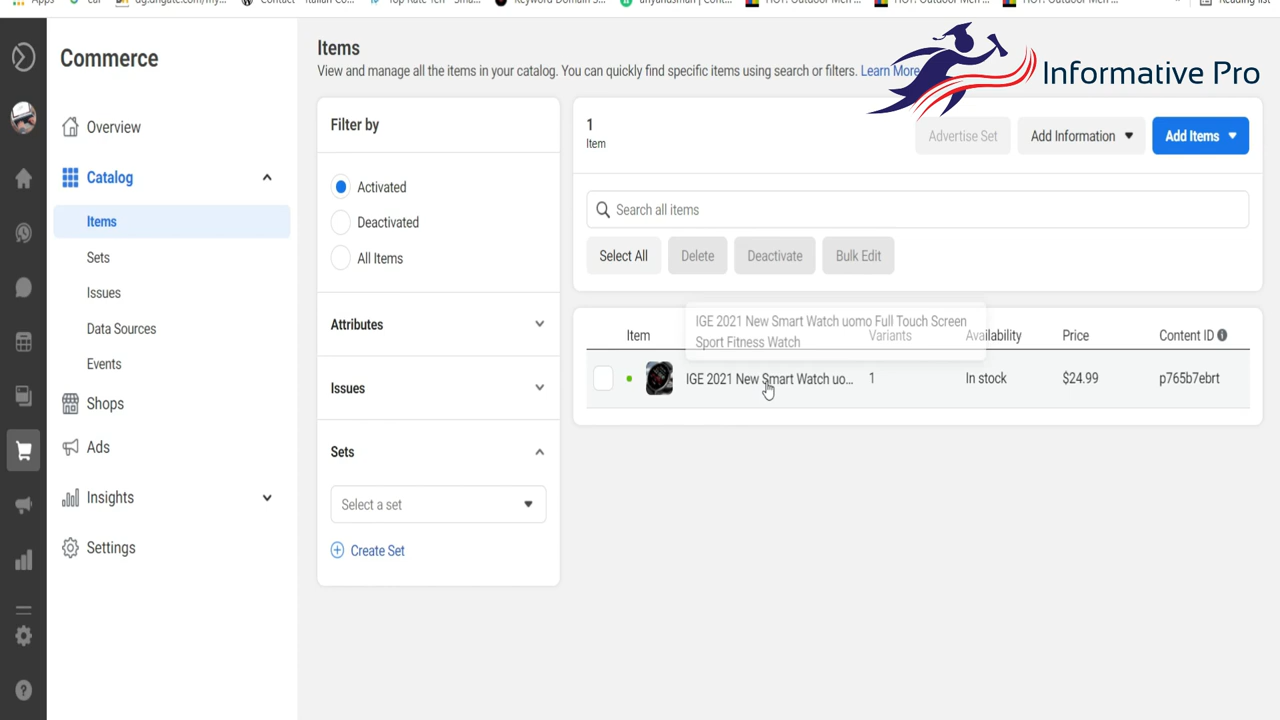 Apps
Reading list
Commerce
Overview
Catalog
Items
Sets
Issues
Data Sources
Events
Shops
Ads
Insights
Settings
Items
View and manage all the items in your catalog. You can quickly find specific items using search or filters. Learn More
Informative Pro
Filter by
Activated
Deactivated
All Items
Attributes
Issues
Sets
Select a set
Create Set
1
Item
Advertise Set
Add Information
Add Items
Search all items
Select All Delete Deactivate Bulk Edit
IGE 2021 New Smart Watch uomo Full Touch Screen
Sport Fitness Watch
Item Variants Availability Price Content ID
IGE 2021 New Smart Watch uo... 1 In stock $24.99 p765b7ebrt